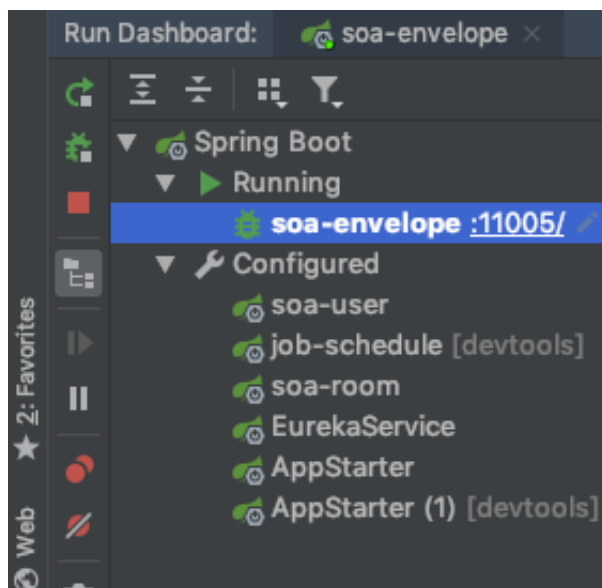 Run Dashboard: soa-envelope
Spring Boot
Running
soa-envelope :11005/
Configured
soa-user
job-schedule [devtools]
soa-room
EurekaService
AppStarter
AppStarter (1) [devtools]
2: Favorites
Web